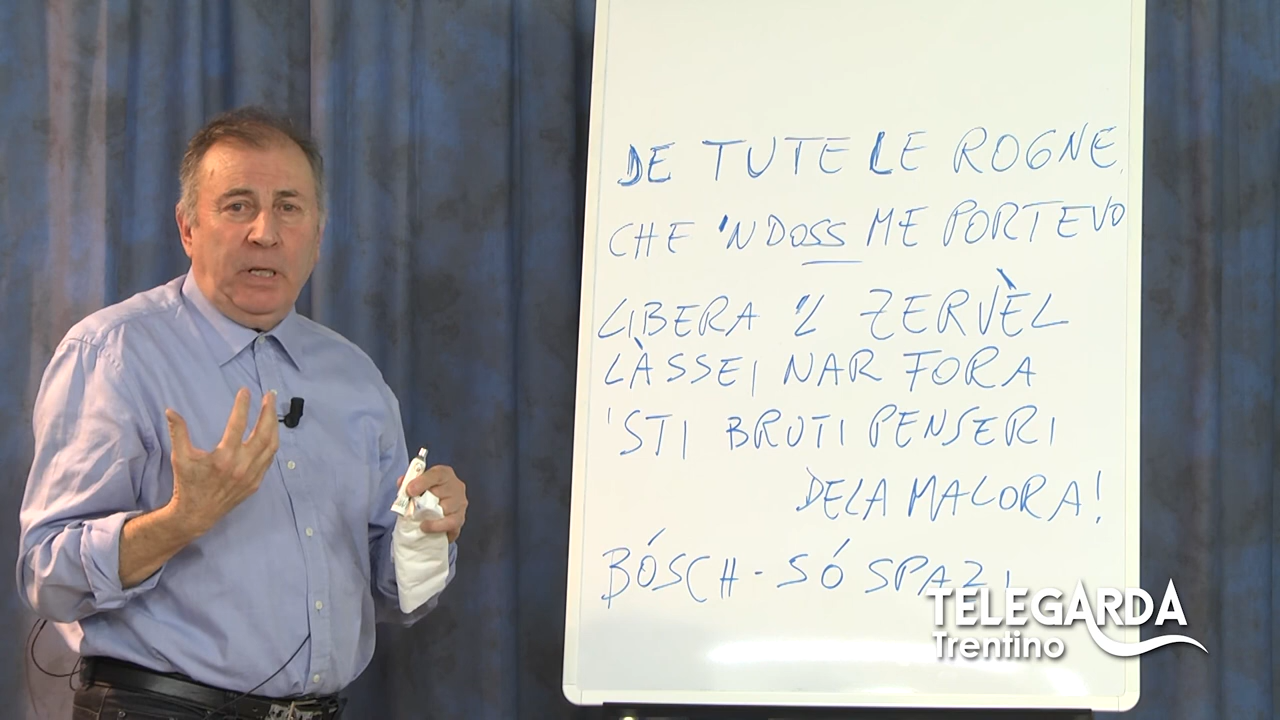 DE TUTE LE ROGNE
CHE 'NDOSS ME PORTEVO
LIBERA 'L ZERVÈL
LÀSSEI NAR FORA
'STI BRUTI PENSERI
DELA MALORA!
BÓSCH - SÓ SPAZI
TELEGARDA
Trentino